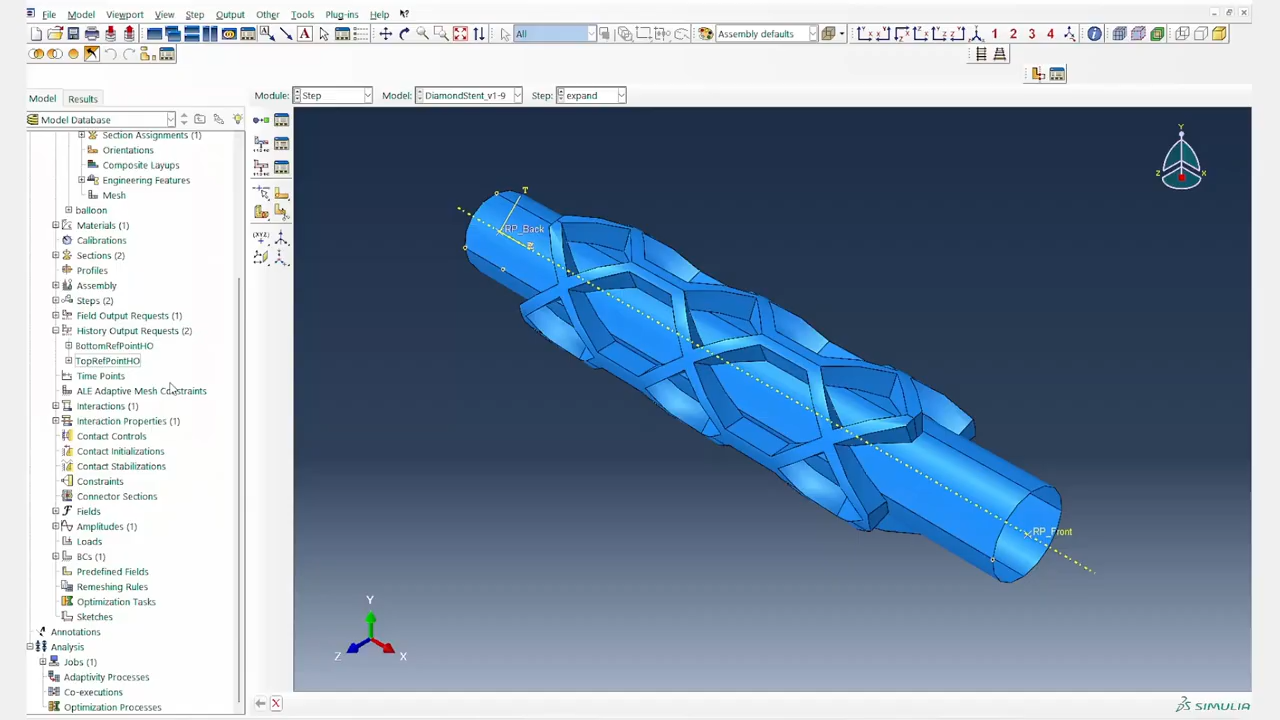 File Model Viewport View Step Output Other Tools Plug-ins Help
All Assembly defaults 1 2 3 4
Model Results
Module: Step Model: DiamondStent_v1-9 Step: expand
Model Database
Section Assignments (1)
Orientations
Composite Layups
Engineering Features
Mesh
balloon
Materials (1)
Calibrations
Sections (2)
Profiles
Assembly
Steps (2)
Field Output Requests (1)
History Output Requests (2)
BottomRefPointHO
TopRefPointHO
Time Points
ALE Adaptive Mesh Constraints
Interactions (1)
Interaction Properties (1)
Contact Controls
Contact Initializations
Contact Stabilizations
Constraints
Connector Sections
Fields
Amplitudes (1)
Loads
BCs (1)
Predefined Fields
Remeshing Rules
Optimization Tasks
Sketches
Annotations
Analysis
Jobs (1)
Adaptivity Processes
Co-executions
Optimization Processes
Y
Z X
T
RP_Back
RP_Front
Y
Z X
SIMULIA